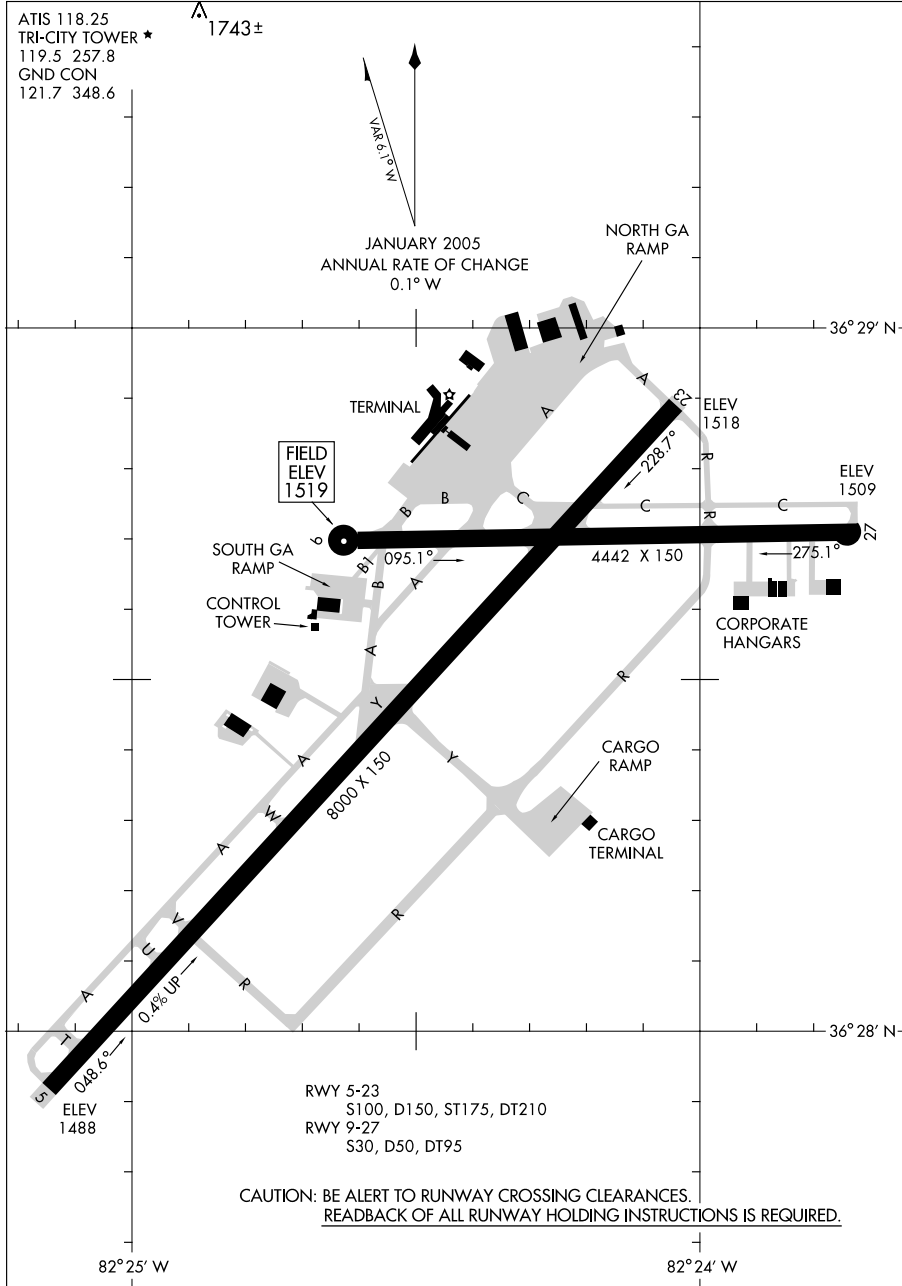 ATIS 118.25
TRI-CITY TOWER ★
119.5 257.8
GND CON
121.7 348.6
1743±
VAR 6.1° W
JANUARY 2005
ANNUAL RATE OF CHANGE
0.1° W
NORTH GA
RAMP
36° 29' N
A
23
ELEV
1518
TERMINAL
A
228.7°
R
FIELD
ELEV
1519
ELEV
1509
B
B
C
C
C
R
9
27
SOUTH GA
RAMP
B1
095.1°
4442 X 150
275.1°
B
A
CONTROL
TOWER
CORPORATE
HANGARS
A
R
Y
A
Y
CARGO
RAMP
8000 X 150
W
CARGO
TERMINAL
A
V
R
U
R
0.4% UP
A
T
36° 28' N
048.6°
5
ELEV
1488
RWY 5-23
S100, D150, ST175, DT210
RWY 9-27
S30, D50, DT95
CAUTION: BE ALERT TO RUNWAY CROSSING CLEARANCES.
READBACK OF ALL RUNWAY HOLDING INSTRUCTIONS IS REQUIRED.
82° 25' W
82° 24' W